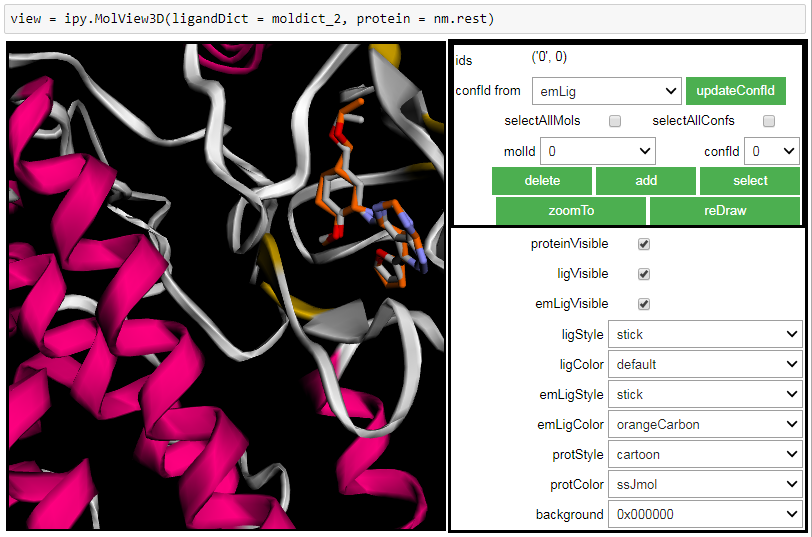 view = ipy.MolView3D(ligandDict = moldict_2, protein = nm.rest)
ids ('0', 0)
confId from emLig updateConfId
selectAllMols selectAllConfs
molId 0 confId 0
delete add select
zoomTo reDraw
proteinVisible
ligVisible
emLigVisible
ligStyle stick
ligColor default
emLigStyle stick
emLigColor orangeCarbon
protStyle cartoon
protColor ssJmol
background 0x000000